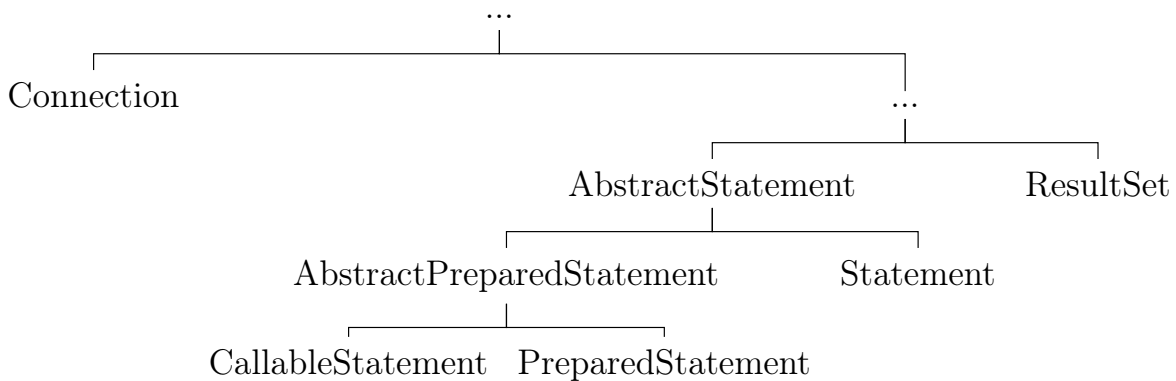 ...
Connection
...
AbstractStatement ResultSet
AbstractPreparedStatement Statement
CallableStatement PreparedStatement